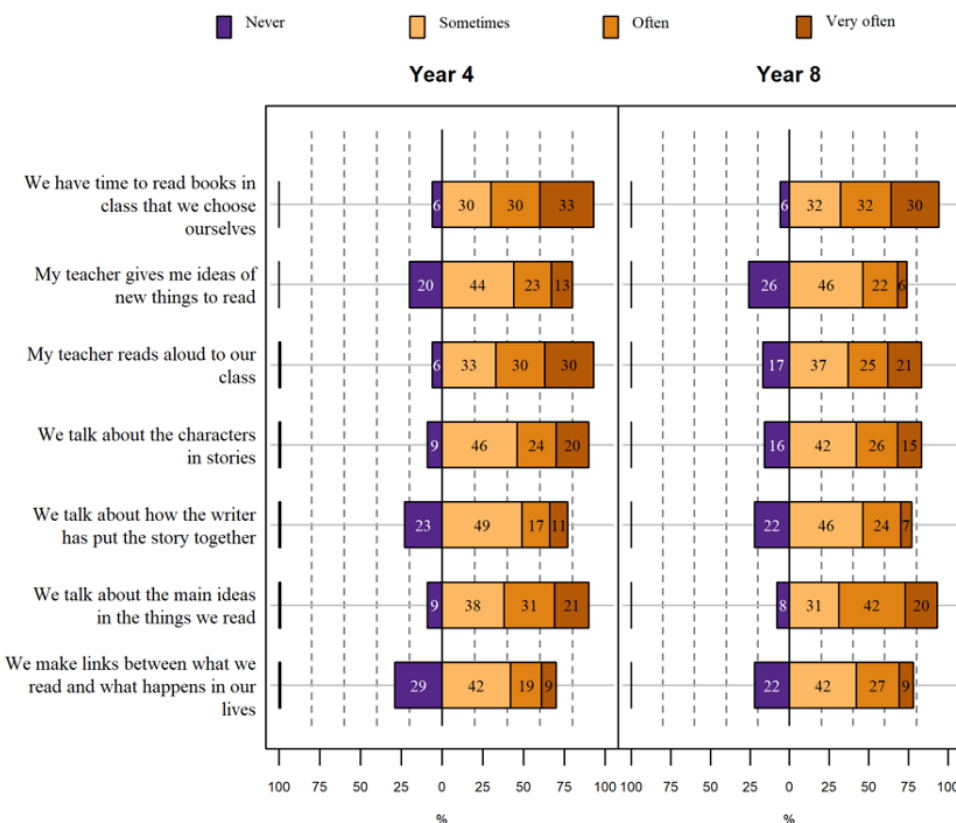 Never Sometimes Often Very often
Year 4 Year 8
We have time to read books in
class that we choose
ourselves
6 30 30 33 6 32 32 30
My teacher gives me ideas of
new things to read
20 44 23 13 26 46 22 6
My teacher reads aloud to our
class
6 33 30 30 17 37 25 21
We talk about the characters
in stories
9 46 24 20 16 42 26 15
We talk about how the writer
has put the story together
23 49 17 11 22 46 24 7
We talk about the main ideas
in the things we read
9 38 31 21 8 31 42 20
We make links between what we
read and what happens in our
lives
29 42 19 9 22 42 27 9
100 75 50 25 0 25 50 75 100 100 75 50 25 0 25 50 75 100
% %